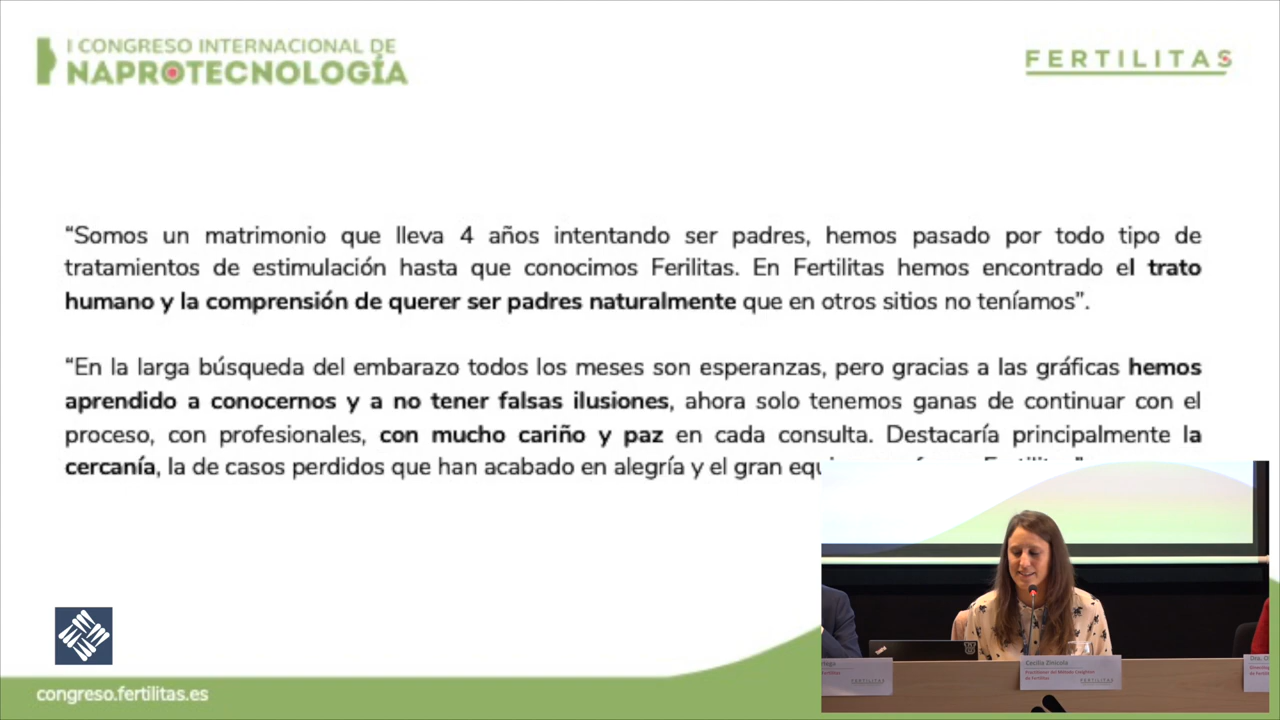 I CONGRESO INTERNACIONAL DE
NAPROTECNOLOGÍA
FERTILITAS
“Somos un matrimonio que lleva 4 años intentando ser padres, hemos pasado por todo tipo de
tratamientos de estimulación hasta que conocimos Ferilitas. En Fertilitas hemos encontrado el trato
humano y la comprensión de querer ser padres naturalmente que en otros sitios no teníamos”.
“En la larga búsqueda del embarazo todos los meses son esperanzas, pero gracias a las gráficas hemos
aprendido a conocernos y a no tener falsas ilusiones, ahora solo tenemos ganas de continuar con el
proceso, con profesionales, con mucho cariño y paz en cada consulta. Destacaría principalmente la
cercanía, la de casos perdidos que han acabado en alegría y el gran
Cecilia Zinicola
FERTILITAS
congreso.fertilitas.es